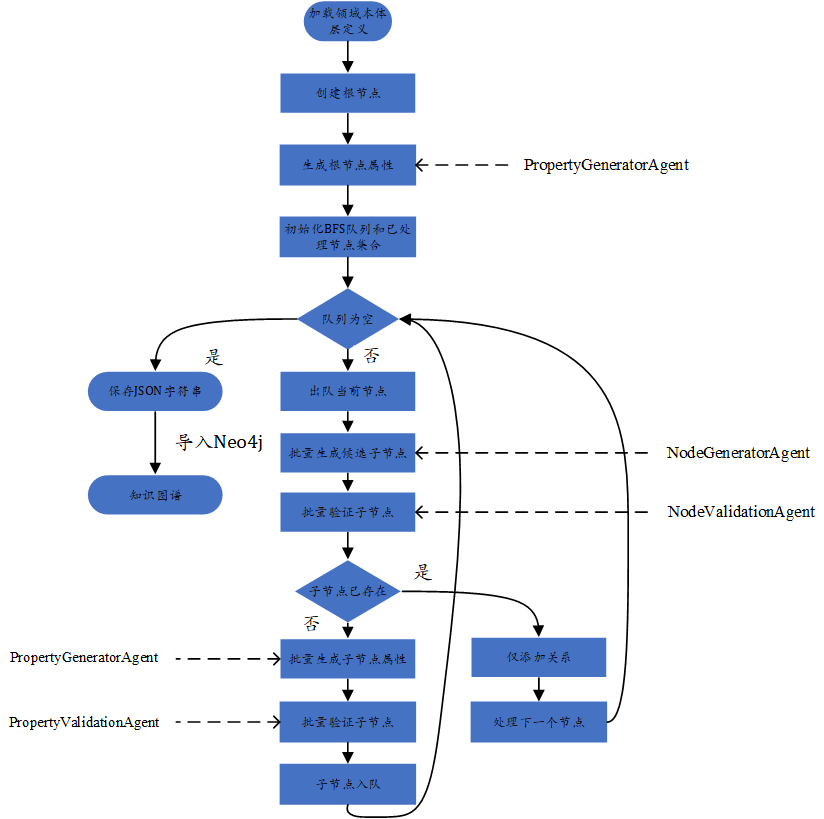 加载领域本体
层定义
创建根节点
生成根节点属性
PropertyGeneratorAgent
初始化BFS队列和已处
理节点集合
队列为空
是
否
保存JSON字符串
出队当前节点
导入Neo4j
批量生成候选子节点
NodeGeneratorAgent
知识图谱
批量验证子节点
NodeValidationAgent
子节点已存在
是
否
PropertyGeneratorAgent
批量生成子节点属性
仅添加关系
PropertyValidationAgent
批量验证子节点
处理下一个节点
子节点入队